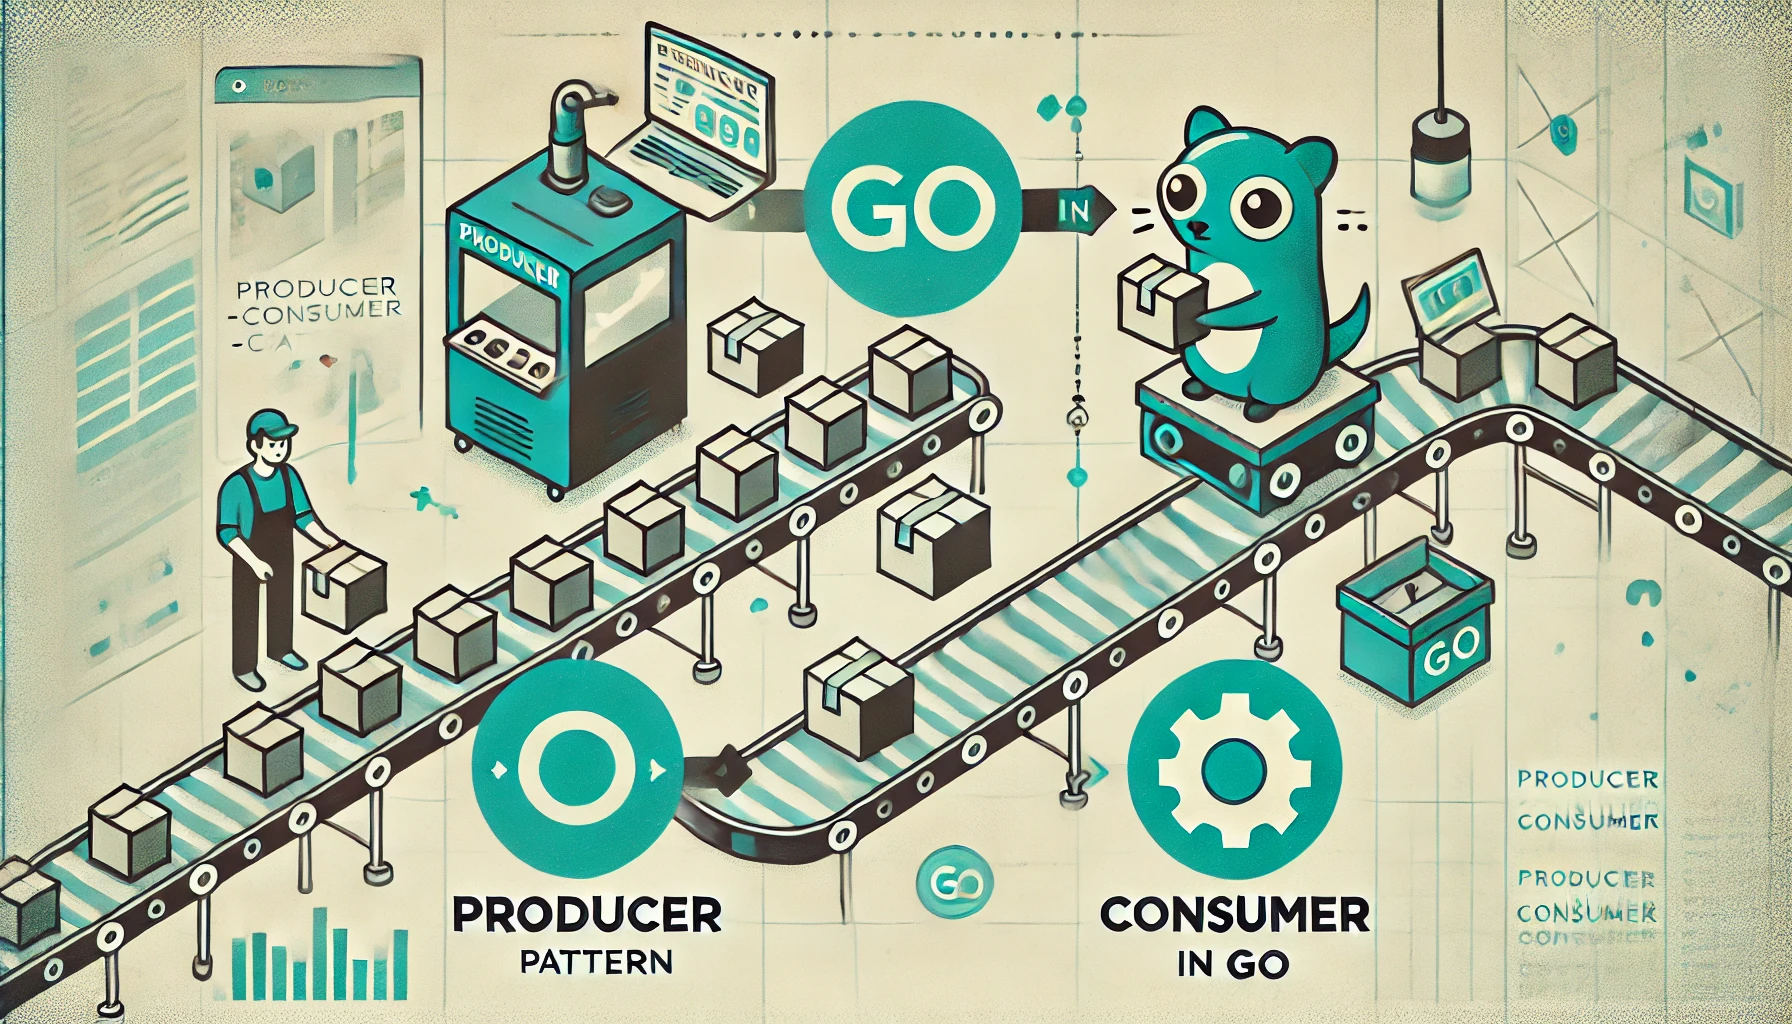 GO
IN
PRODUCER
PRODUCER
-CONSUMER
GO
PRODUCER
CONSUMER
PRODUCER
CONSUMER
GO
PRODUCER
PATTERN
CONSUMER
IN GO